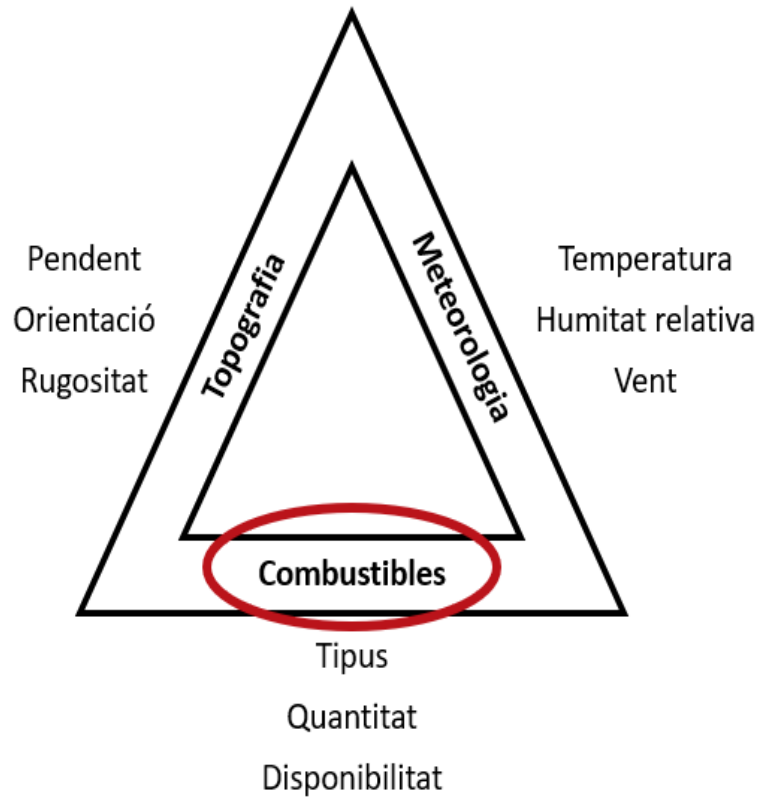 Pendent
Orientació
Rugositat
Topografia
Meteorologia
Temperatura
Humitat relativa
Vent
Combustibles
Tipus
Quantitat
Disponibilitat